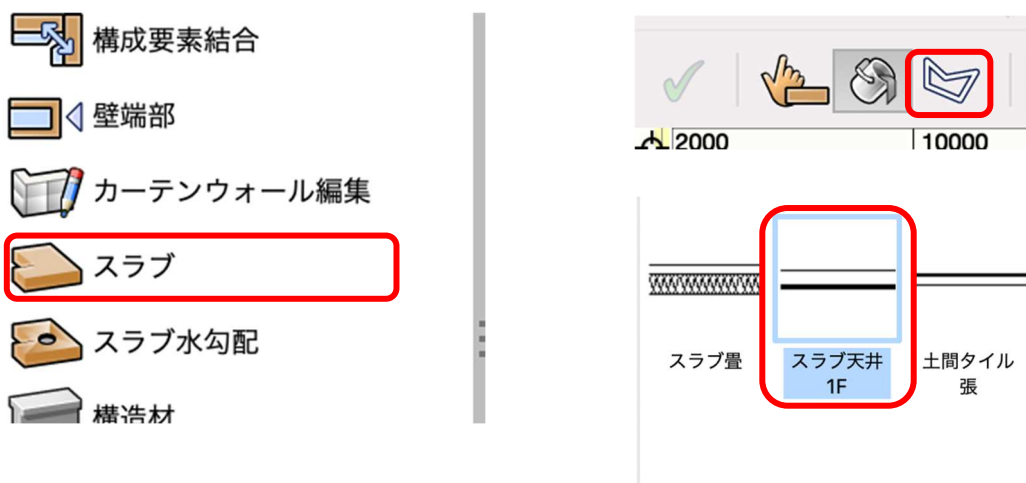 構成要素結合
壁端部
カーテンウォール編集
スラブ
スラブ水勾配
構造材
2000
10000
スラブ畳
スラブ天井
1F
土間タイル
張